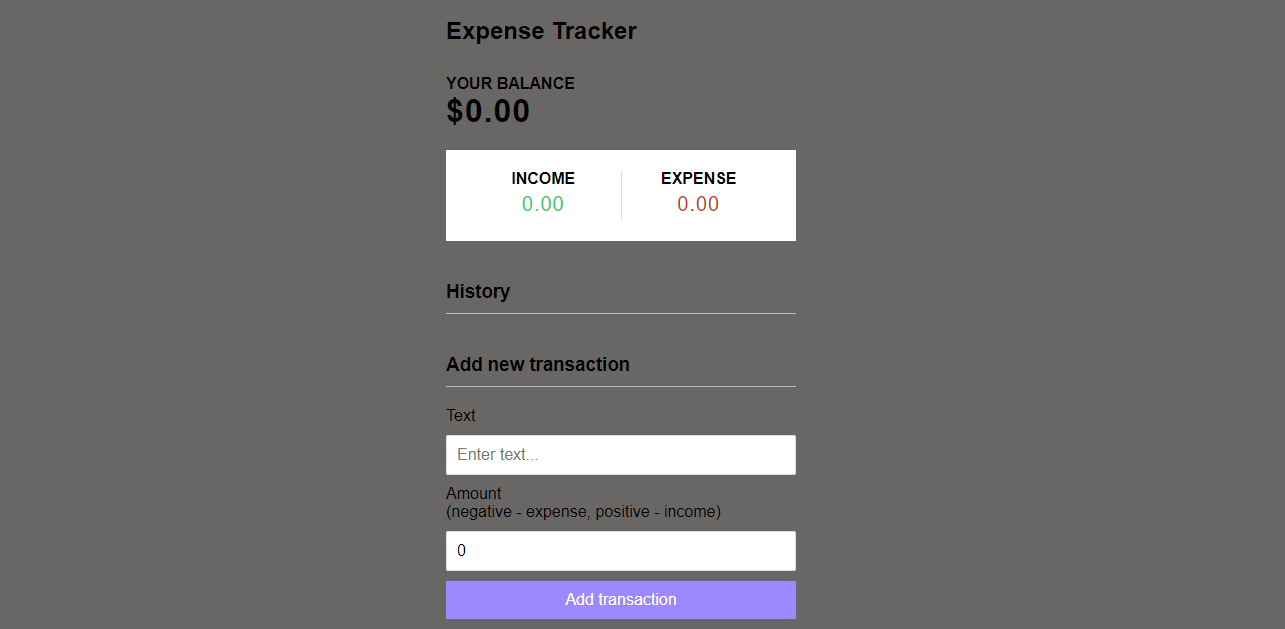 Expense Tracker
YOUR BALANCE
$0.00
INCOME EXPENSE
0.00 0.00
History
Add new transaction
Text
Enter text...
Amount
(negative - expense, positive - income)
0
Add transaction